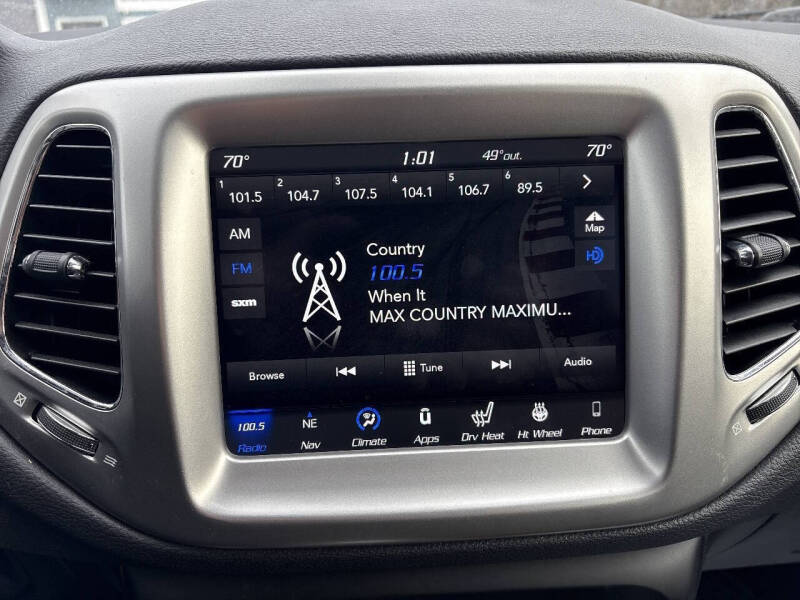 70° 1:01 49°out. 70°
1 101.5 2 104.7 3 107.5 4 104.1 5 106.7 6 89.5
AM
FM
sxm
Country
100.5
When It
MAX COUNTRY MAXIMU...
Map
HD
Browse Tune Audio
100.5 NE u
Radio Nav Climate Apps Drv Heat Ht Wheel Phone